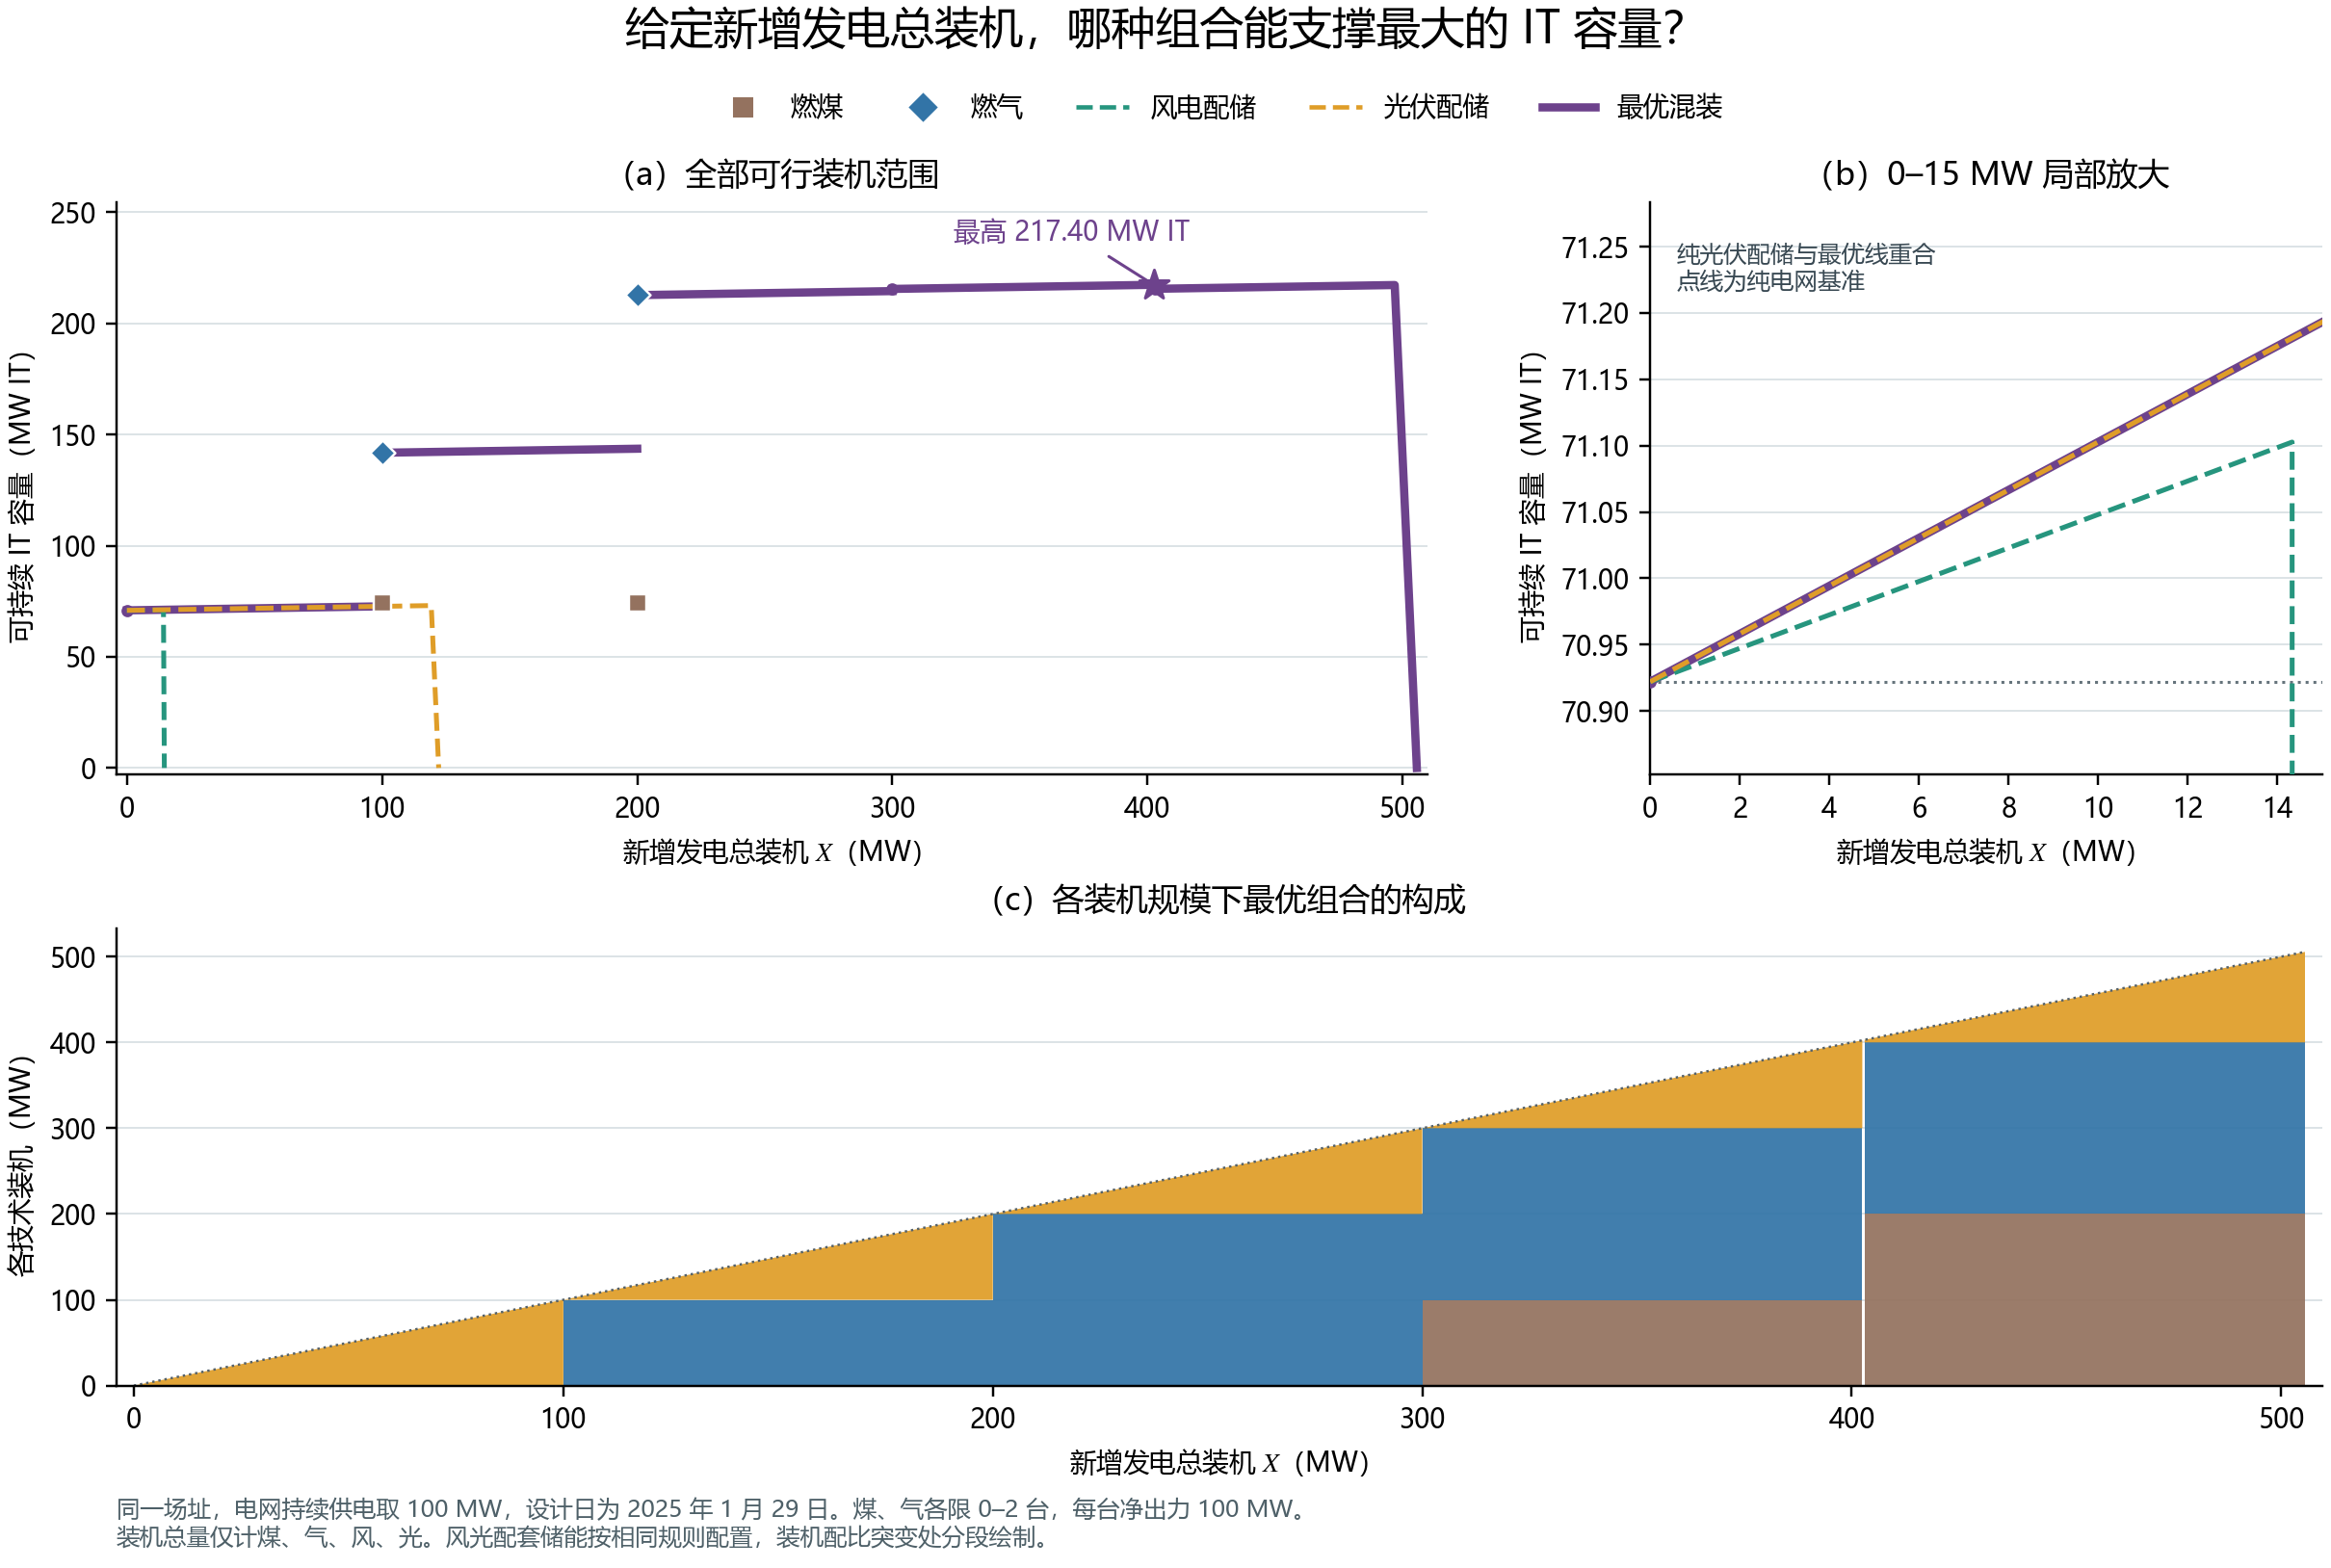 给定新增发电总装机，哪种组合能支撑最大的 IT 容量？
燃煤 燃气 风电配储 光伏配储 最优混装
（a）全部可行装机范围
250
200
150
100
50
0
可持续 IT 容量（MW IT）
最高 217.40 MW IT
0 100 200 300 400 500
新增发电总装机 X（MW）
（b）0–15 MW 局部放大
71.25
71.20
71.15
71.10
71.05
71.00
70.95
70.90
可持续 IT 容量（MW IT）
纯光伏配储与最优线重合
点线为纯电网基准
0 2 4 6 8 10 12 14
新增发电总装机 X（MW）
（c）各装机规模下最优组合的构成
500
400
300
200
100
0
各技术装机（MW）
0 100 200 300 400 500
新增发电总装机 X（MW）
同一场址，电网持续供电取 100 MW，设计日为 2025 年 1 月 29 日。煤、气各限 0–2 台，每台净出力 100 MW。
装机总量仅计煤、气、风、光。风光配套储能按相同规则配置，装机配比突变处分段绘制。